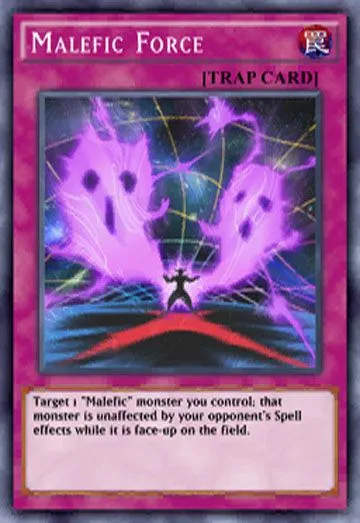 Malefic Force
罠
[TRAP CARD]
Target 1 "Malefic" monster you control; that
monster is unaffected by your opponent's Spell
effects while it is face-up on the field.